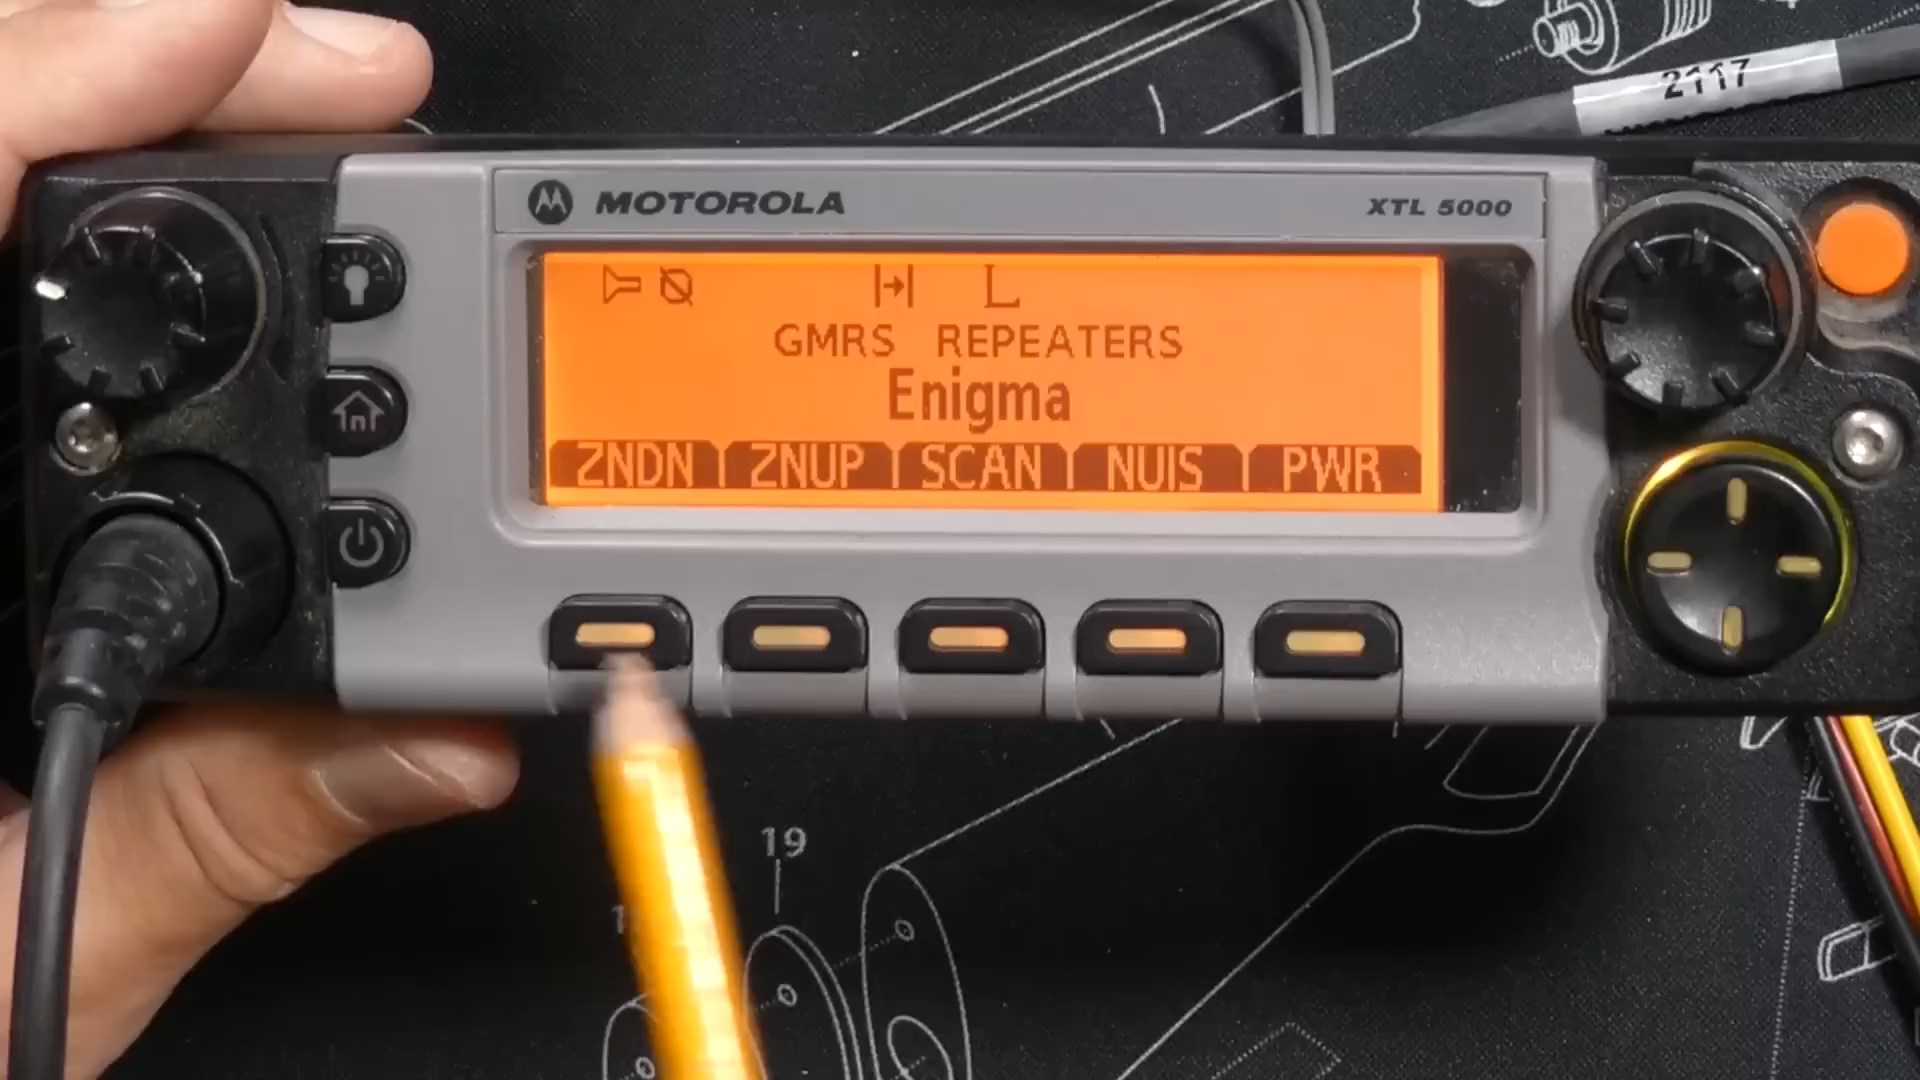 2117
MOTOROLA
XTL 5000
L
GMRS REPEATERS
Enigma
ZNDN ZNUP SCAN NUIS PWR
19